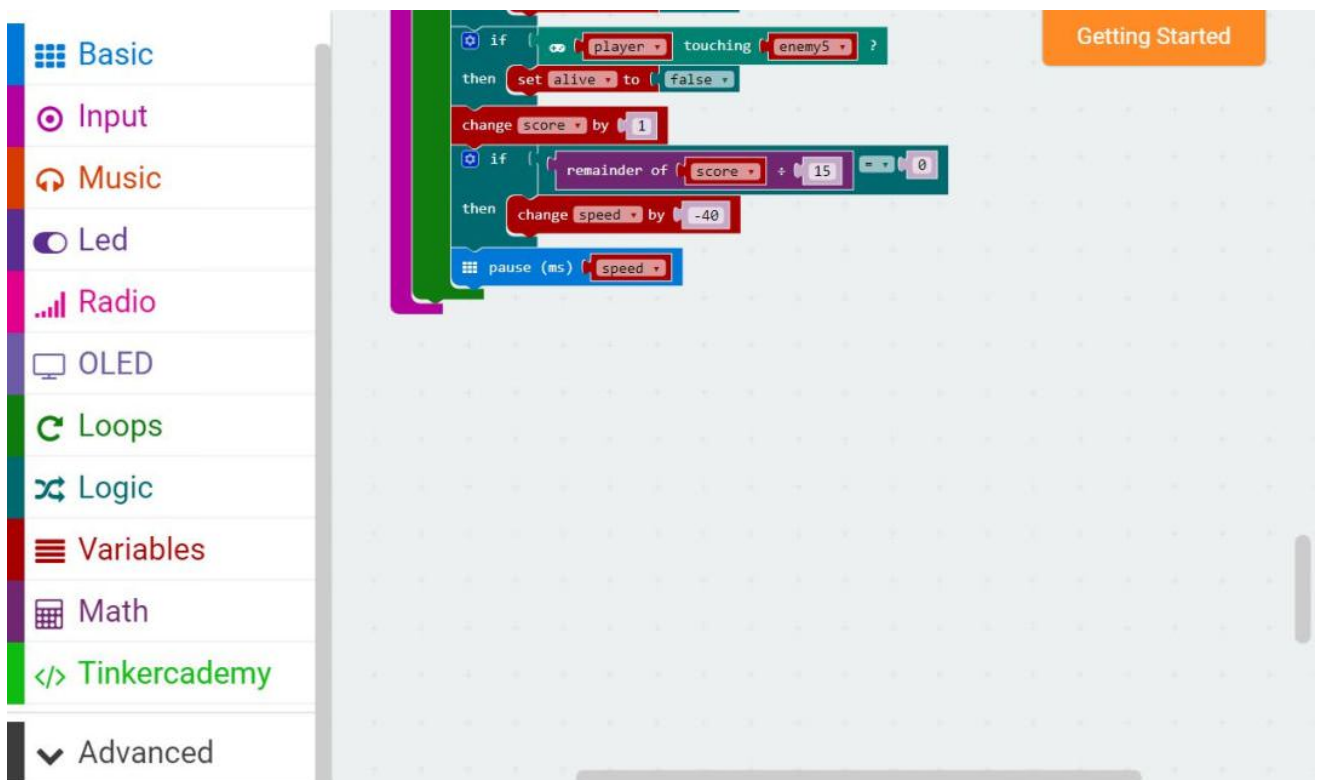 Basic
Input
Music
Led
Radio
OLED
Loops
Logic
Variables
Math
</> Tinkercademy
Advanced
if player touching enemy5 ?
then set alive to false
change score by 1
if remainder of score ÷ 15 = 0
then change speed by -40
pause (ms) speed
Getting Started